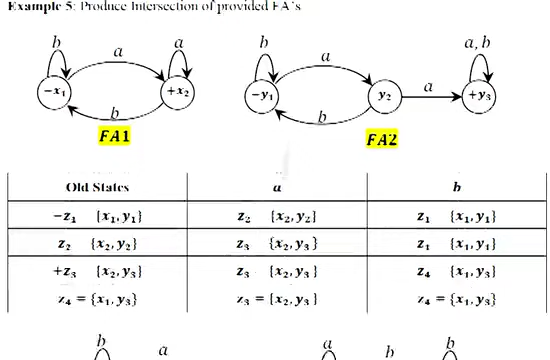 Example 5: Produce Intersection of provided FA's
b a a
−x₁ +x₂
b
FA1
b a a, b
−y₁ y₂ a +y₃
b
FA2
Old States a b
−z₁ {x₁, y₁} z₂ {x₂, y₂} z₁ {x₁, y₁}
z₂ {x₂, y₂} z₃ {x₂, y₃} z₁ {x₁, y₁}
+z₃ {x₂, y₃} z₃ {x₂, y₃} z₄ {x₁, y₃}
z₄ = {x₁, y₃} z₃ = {x₂, y₃} z₄ = {x₁, y₃}
b a a b b